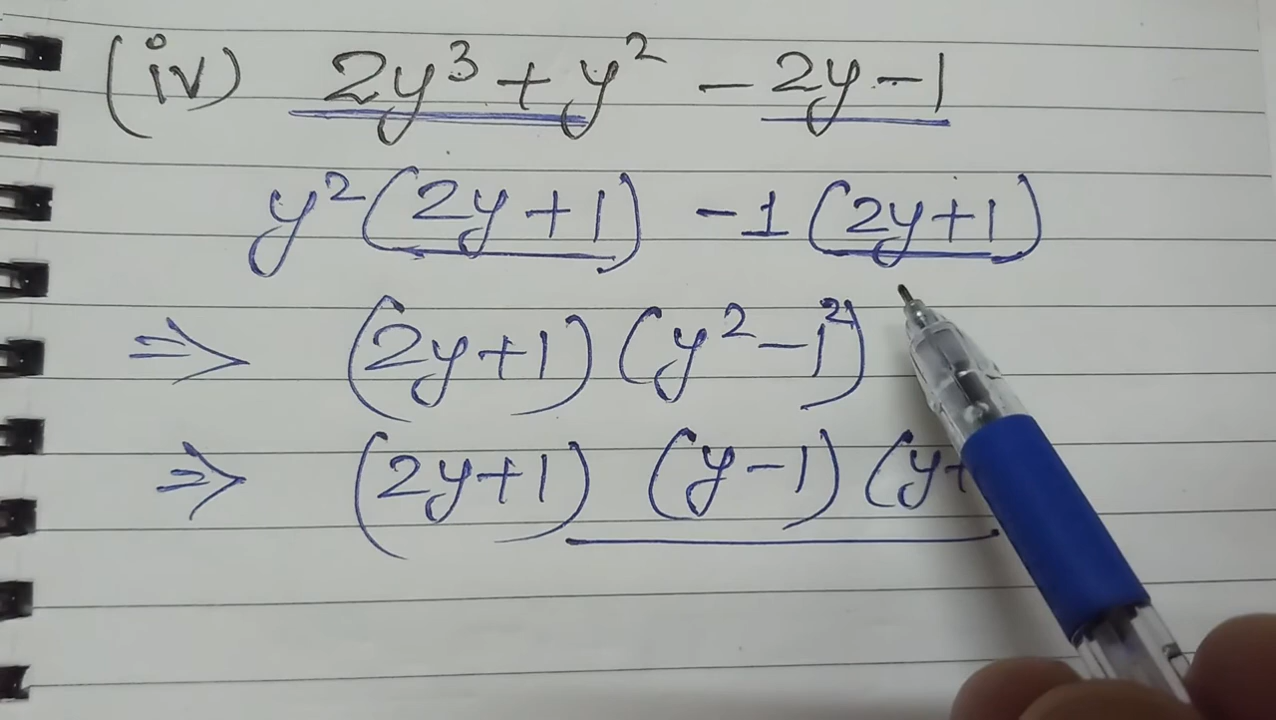 (iv) 2y³ + y² - 2y - 1
y² (2y + 1) - 1 (2y + 1)
⇒ (2y + 1) (y² - 1²)
⇒ (2y + 1) (y - 1) (y +